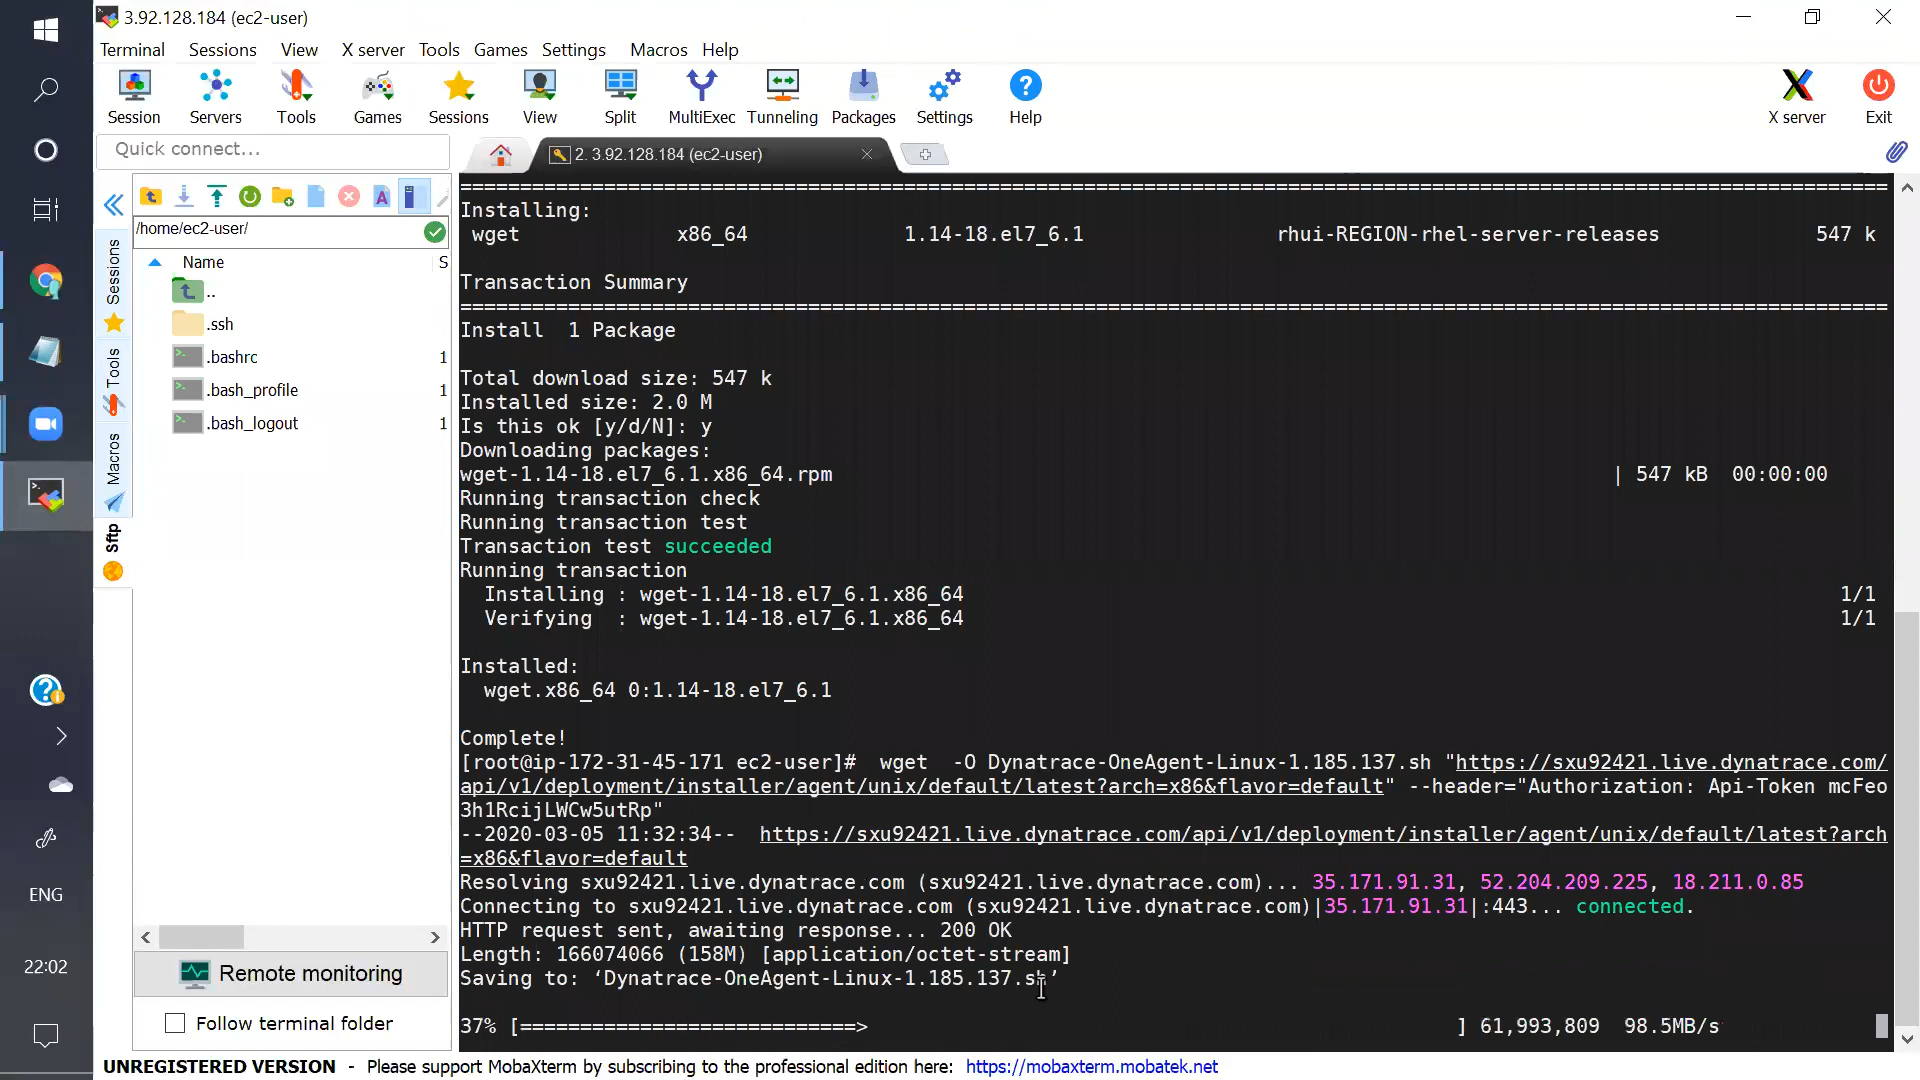 3.92.128.184 (ec2-user)
Terminal Sessions View X server Tools Games Settings Macros Help
Session Servers Tools Games Sessions View Split MultiExec Tunneling Packages Settings Help X server Exit
Quick connect...
2. 3.92.128.184 (ec2-user)
/home/ec2-user/
Name S
..
.ssh
.bashrc 1
.bash_profile 1
.bash_logout 1
Sessions
Tools
Macros
Sftp
Remote monitoring
Follow terminal folder
ENG
22:02
Installing:
wget x86_64 1.14-18.el7_6.1 rhui-REGION-rhel-server-releases 547 k
Transaction Summary
Install 1 Package
Total download size: 547 k
Installed size: 2.0 M
Is this ok [y/d/N]: y
Downloading packages:
wget-1.14-18.el7_6.1.x86_64.rpm | 547 kB 00:00:00
Running transaction check
Running transaction test
Transaction test succeeded
Running transaction
Installing : wget-1.14-18.el7_6.1.x86_64 1/1
Verifying : wget-1.14-18.el7_6.1.x86_64 1/1
Installed:
wget.x86_64 0:1.14-18.el7_6.1
Complete!
[root@ip-172-31-45-171 ec2-user]# wget -O Dynatrace-OneAgent-Linux-1.185.137.sh "https://sxu92421.live.dynatrace.com/
api/v1/deployment/installer/agent/unix/default/latest?arch=x86&flavor=default" --header="Authorization: Api-Token mcFeo
3h1RcijLWCw5utRp"
--2020-03-05 11:32:34-- https://sxu92421.live.dynatrace.com/api/v1/deployment/installer/agent/unix/default/latest?arch
=x86&flavor=default
Resolving sxu92421.live.dynatrace.com (sxu92421.live.dynatrace.com)... 35.171.91.31, 52.204.209.225, 18.211.0.85
Connecting to sxu92421.live.dynatrace.com (sxu92421.live.dynatrace.com)|35.171.91.31|:443... connected.
HTTP request sent, awaiting response... 200 OK
Length: 166074066 (158M) [application/octet-stream]
Saving to: ‘Dynatrace-OneAgent-Linux-1.185.137.sh’
37% [============================> ] 61,993,809 98.5MB/s
UNREGISTERED VERSION - Please support MobaXterm by subscribing to the professional edition here: https://mobaxterm.mobatek.net